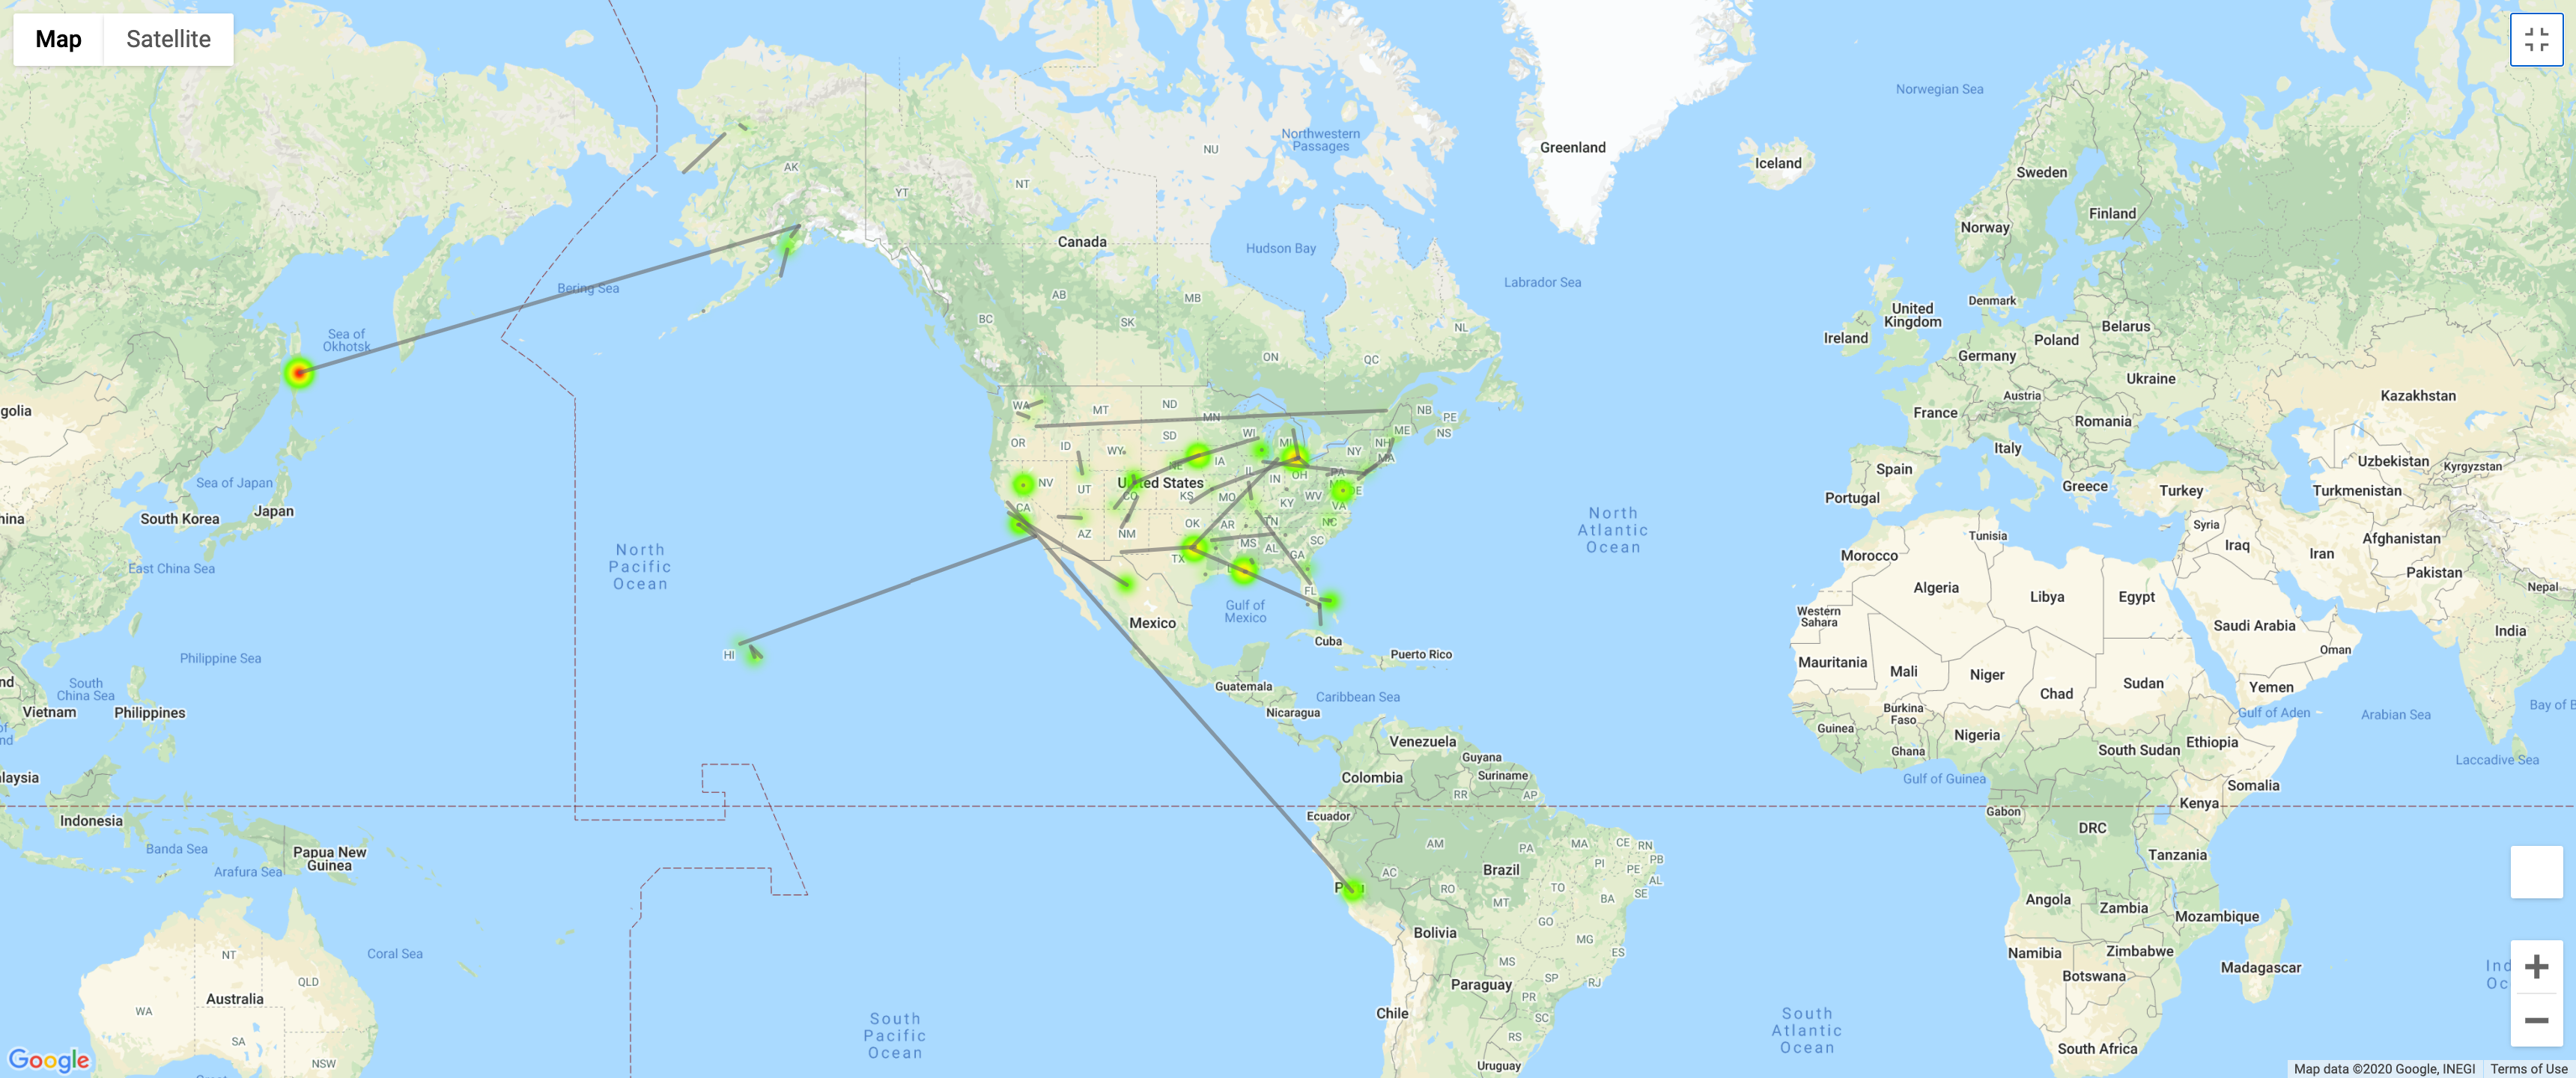 Map Satellite
Norwegian Sea
Northwestern
Passages
Greenland
Iceland
NU
AK
YT
NT
Sweden
Finland
Norway
Canada
Hudson Bay
Labrador Sea
Bering Sea
AB
MB
BC
SK
NL
ON
QC
Denmark
United
Kingdom
Ireland
Belarus
Poland
Germany
Ukraine
Sea of
Okhotsk
golia
WA
MT
ND
MN
NB
PE
ME
NS
OR
ID
SD
WY
WI
MI
NH
NY
MA
Austria
France
Romania
Kazakhstan
Italy
Uzbekistan
Kyrgyzstan
Spain
Portugal
Greece
Turkey
Turkmenistan
Sea of Japan
South Korea
Japan
hina
NV
UT
United States
CO
NE
IA
IL
IN
OH
PA
DE
KS
MO
KY
WV
VA
CA
AZ
NM
OK
AR
TN
NC
SC
MS
AL
GA
TX
FL
North
Pacific
Ocean
North
Atlantic
Ocean
Tunisia
Syria
Iraq
Iran
Afghanistan
Pakistan
Morocco
Algeria
Libya
Egypt
Nepal
East China Sea
Gulf of
Mexico
Mexico
Cuba
Puerto Rico
HI
Western
Sahara
Saudi Arabia
India
Oman
Mauritania
Mali
Niger
Chad
Sudan
Yemen
Philippine Sea
South
China Sea
Vietnam
Philippines
Guatemala
Caribbean Sea
Nicaragua
Burkina
Faso
Gulf of Aden
Arabian Sea
Bay of B
Guinea
Nigeria
Ghana
South Sudan
Ethiopia
Laccadive Sea
Venezuela
Guyana
Suriname
Colombia
Gulf of Guinea
Somalia
alaysia
RR
AP
Indonesia
Ecuador
Gabon
Kenya
DRC
Banda Sea
Papua New
Guinea
Arafura Sea
AM
PA
MA
CE
RN
PB
PI
PE
AL
SE
Tanzania
Peru
AC
Brazil
RO
TO
BA
MT
Angola
Zambia
Mozambique
GO
Bolivia
MG
ES
Namibia
Zimbabwe
Botswana
Madagascar
Coral Sea
NT
QLD
Australia
WA
SA
NSW
MS
SP
Paraguay
RJ
PR
SC
Chile
RS
Uruguay
South
Pacific
Ocean
South
Atlantic
Ocean
South Africa
Google
Map data ©2020 Google, INEGI Terms of Use